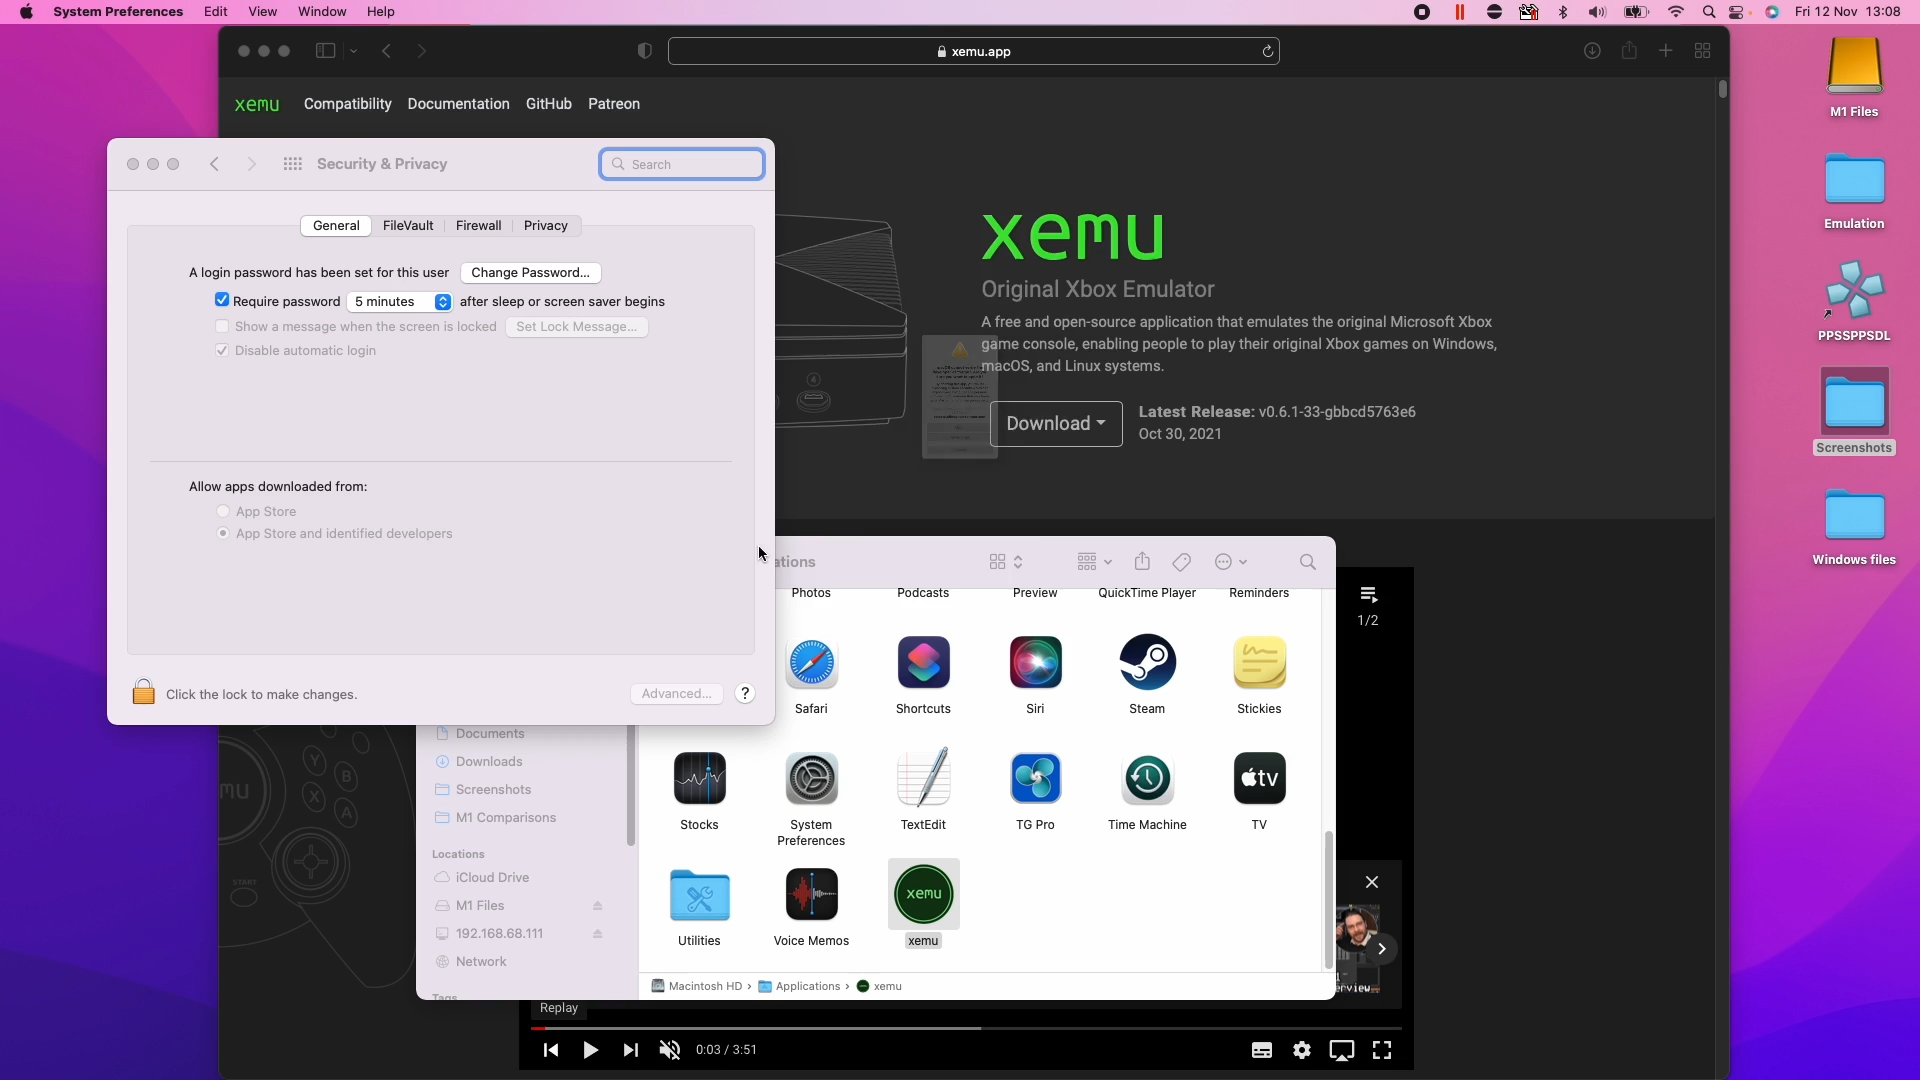 System Preferences Edit View Window Help
Fri 12 Nov 13:08
xemu.app
xemu Compatibility Documentation GitHub Patreon
M1 Files
Emulation
PPSSPPSDL
Screenshots
Windows files
Security & Privacy
Search
General FileVault Firewall Privacy
A login password has been set for this user Change Password...
Require password 5 minutes after sleep or screen saver begins
Show a message when the screen is locked Set Lock Message...
Disable automatic login
Allow apps downloaded from:
App Store
App Store and identified developers
Click the lock to make changes.
Advanced... ?
xemu
Original Xbox Emulator
A free and open-source application that emulates the original Microsoft Xbox
game console, enabling people to play their original Xbox games on Windows,
macOS, and Linux systems.
Download
Latest Release: v0.6.1-33-gbbcd5763e6
Oct 30, 2021
ations
Photos Podcasts Preview QuickTime Player Reminders
Safari Shortcuts Siri Steam Stickies
tv
Stocks System Preferences TextEdit TG Pro Time Machine TV
xemu
Utilities Voice Memos xemu
Documents
Downloads
Screenshots
M1 Comparisons
Locations
iCloud Drive
M1 Files
192.168.68.111
Network
Tags
Macintosh HD › Applications › xemu
1/2
MU
Y
B
X
A
START
Replay
0:03 / 3:51